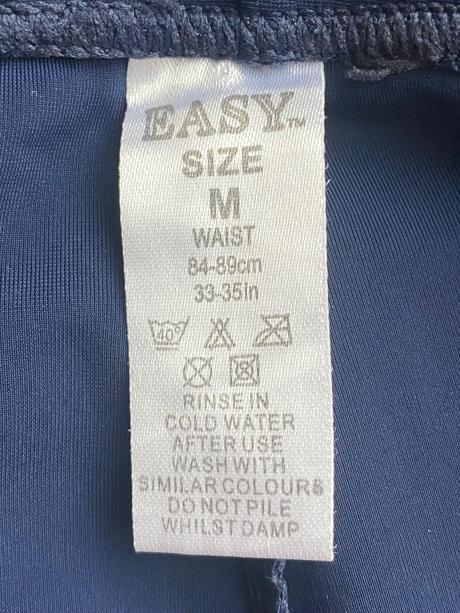 EASY™
SIZE
M
WAIST
84-89cm
33-35in
40°
RINSE IN
COLD WATER
AFTER USE
WASH WITH
SIMILAR COLOURS
DO NOT PILE
WHILST DAMP